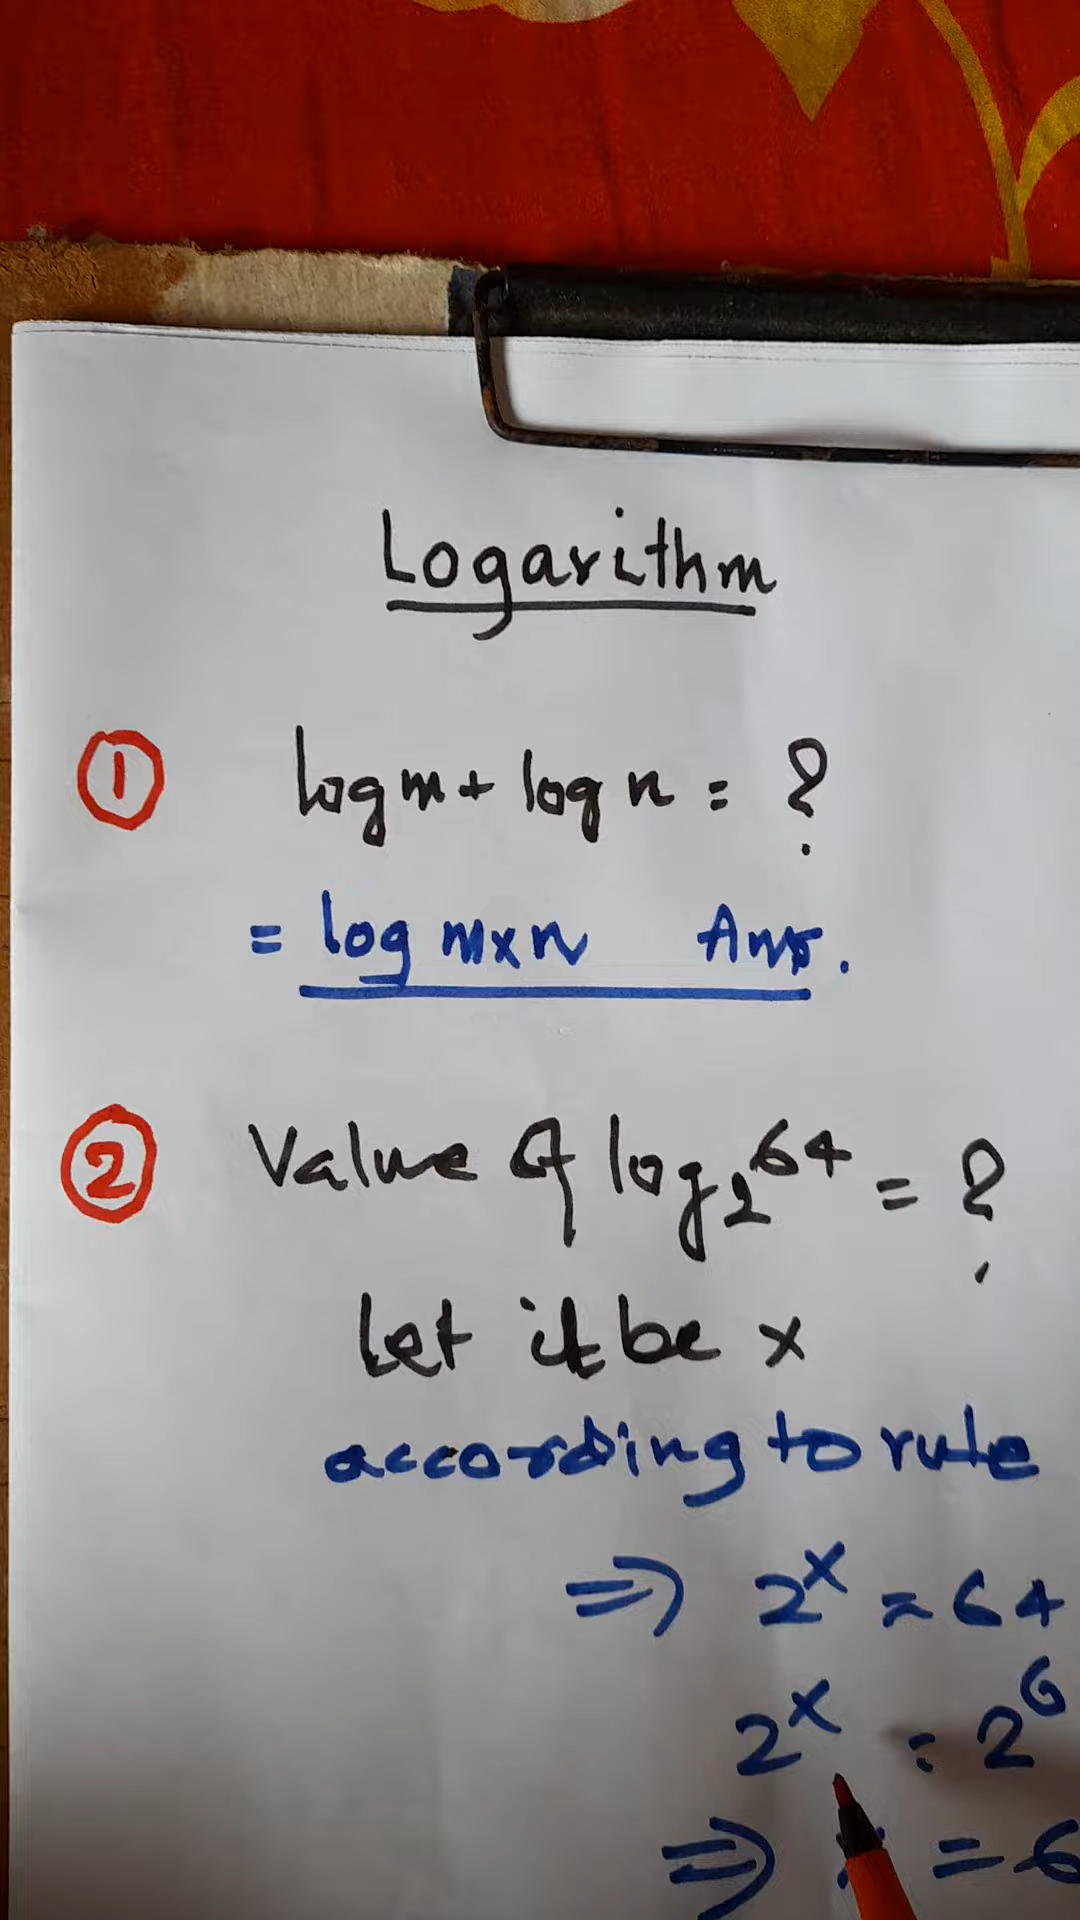 Logarithm
① log m + log n = ?
= log m×n Ans.
② Value of log₂64 = ?
Let it be x
according to rule
⇒ 2ˣ = 64
2ˣ = 2⁶
⇒ = 6